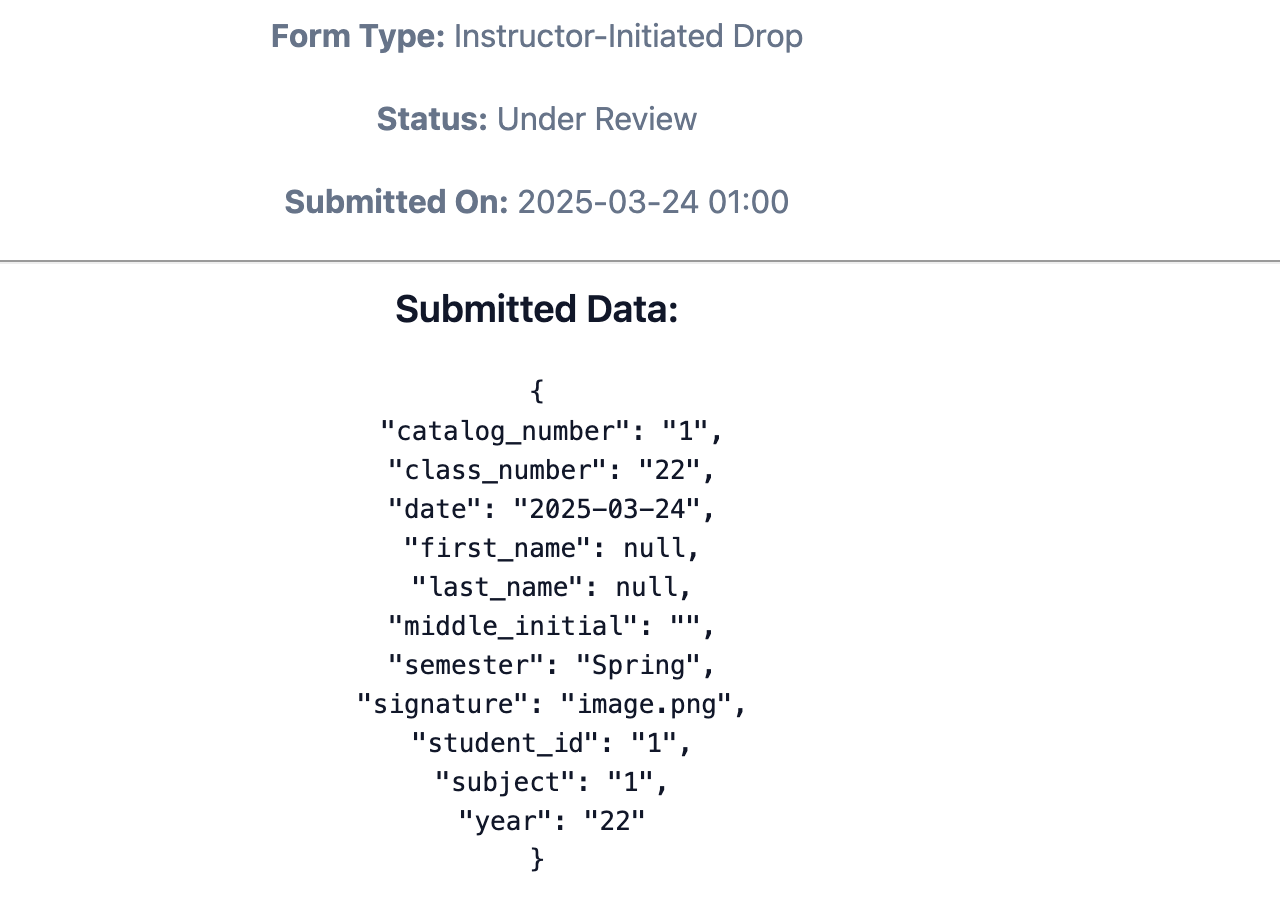 Form Type: Instructor-Initiated Drop
Status: Under Review
Submitted On: 2025-03-24 01:00
Submitted Data:
{
"catalog_number": "1",
"class_number": "22",
"date": "2025-03-24",
"first_name": null,
"last_name": null,
"middle_initial": "",
"semester": "Spring",
"signature": "image.png",
"student_id": "1",
"subject": "1",
"year": "22"
}